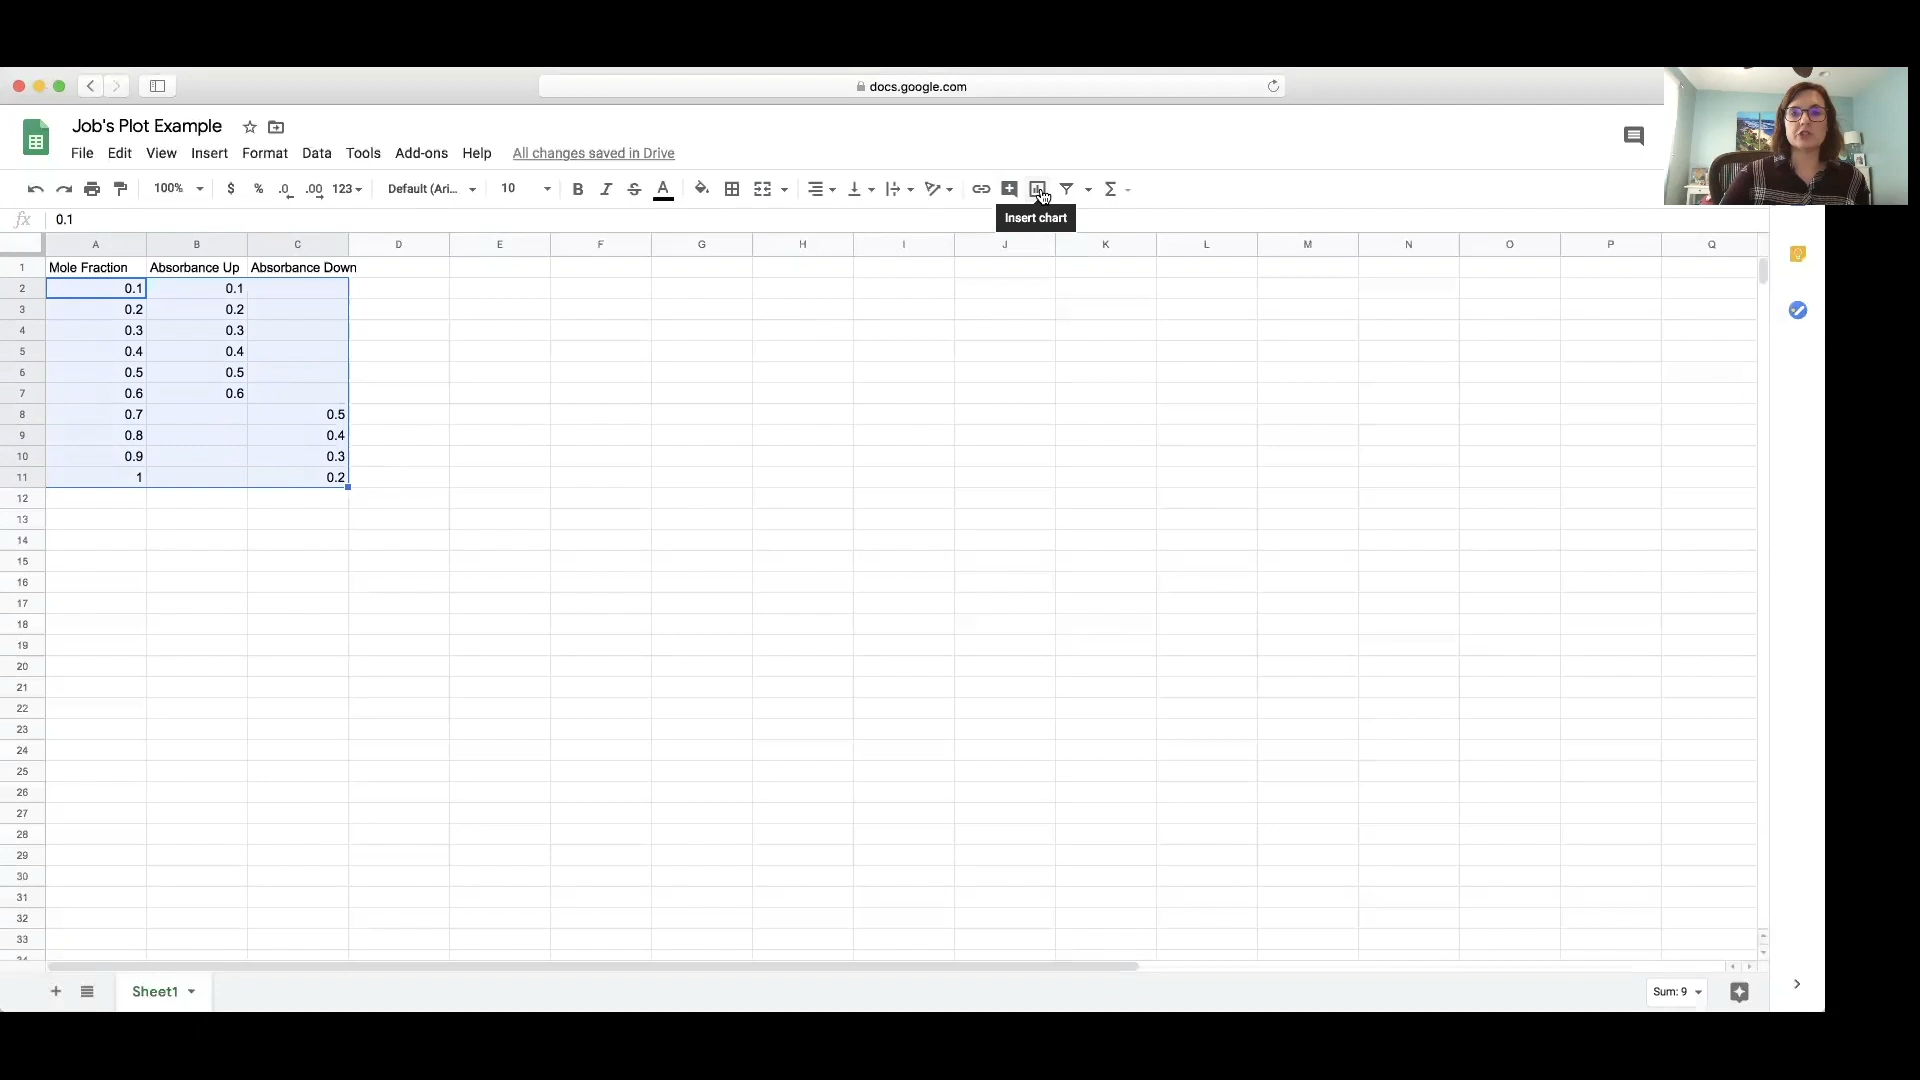 docs.google.com
Job's Plot Example
File Edit View Insert Format Data Tools Add-ons Help All changes saved in Drive
100% $ % .0 .00 123 Default (Ari... 10 B I S A Σ
Insert chart
fx 0.1
A B C D E F G H I J K L M N O P Q
1 Mole Fraction Absorbance Up Absorbance Down
2 0.1 0.1
3 0.2 0.2
4 0.3 0.3
5 0.4 0.4
6 0.5 0.5
7 0.6 0.6
8 0.7 0.5
9 0.8 0.4
10 0.9 0.3
11 1 0.2
12
13
14
15
16
17
18
19
20
21
22
23
24
25
26
27
28
29
30
31
32
33
Sheet1 Sum: 9